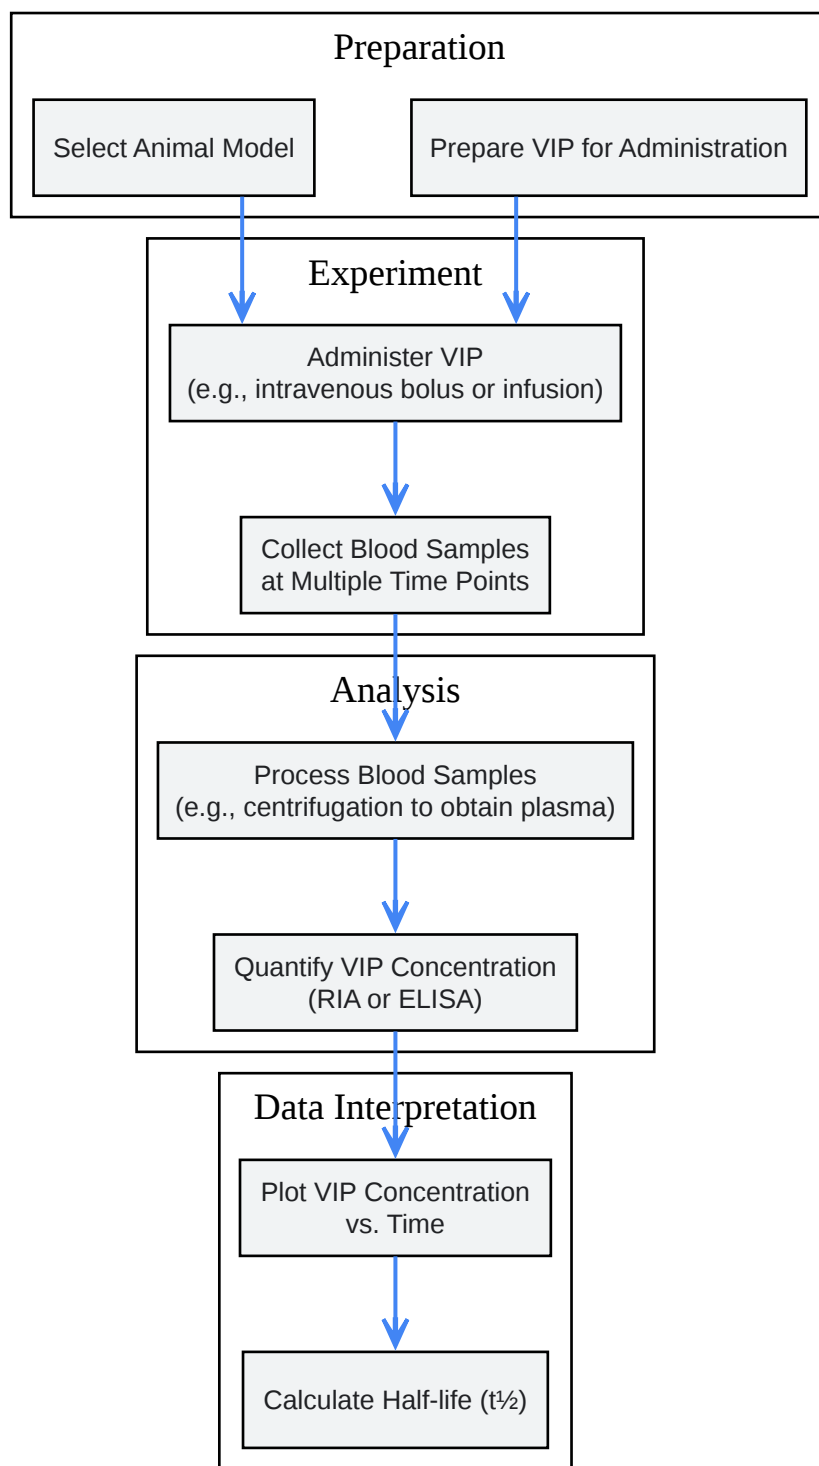 Preparation
Select Animal Model
Prepare VIP for Administration
Experiment
Administer VIP
(e.g., intravenous bolus or infusion)
Collect Blood Samples
at Multiple Time Points
Analysis
Process Blood Samples
(e.g., centrifugation to obtain plasma)
Quantify VIP Concentration
(RIA or ELISA)
Data Interpretation
Plot VIP Concentration
vs. Time
Calculate Half-life (t½)